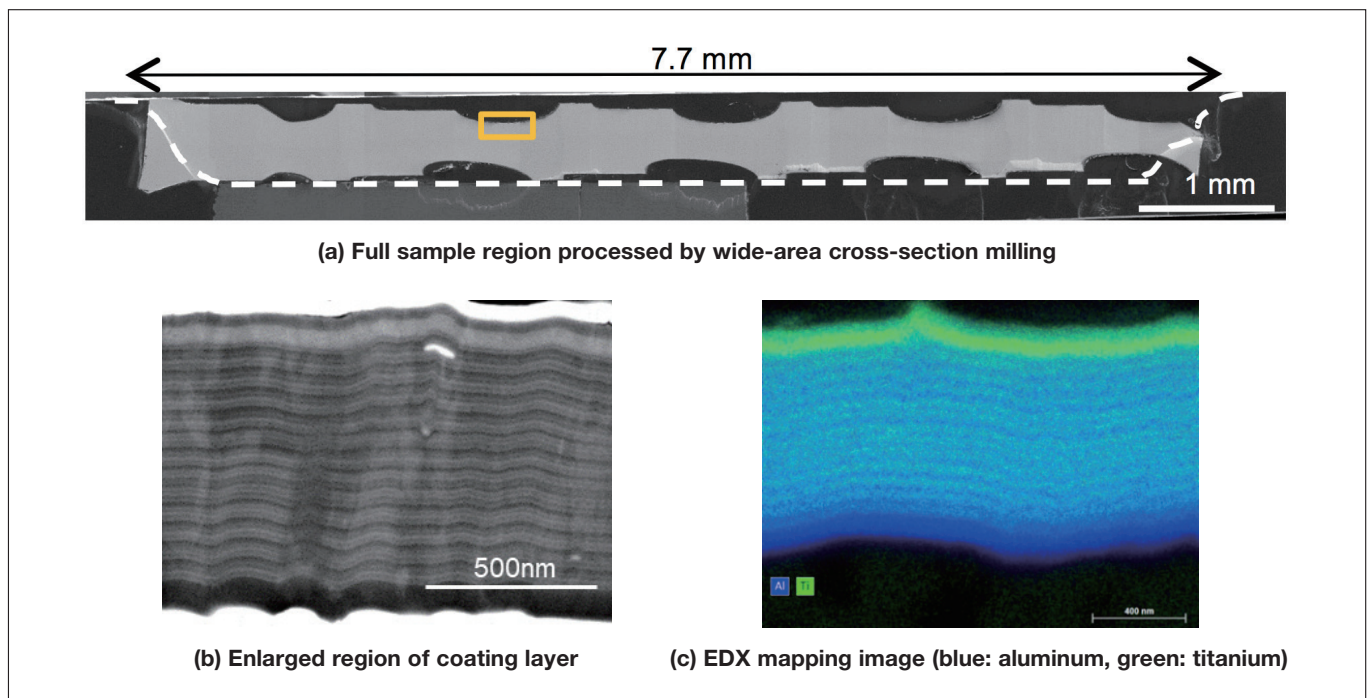 7.7 mm
1 mm
(a) Full sample region processed by wide-area cross-section milling
500nm
Al Ti
400 nm
(b) Enlarged region of coating layer
(c) EDX mapping image (blue: aluminum, green: titanium)